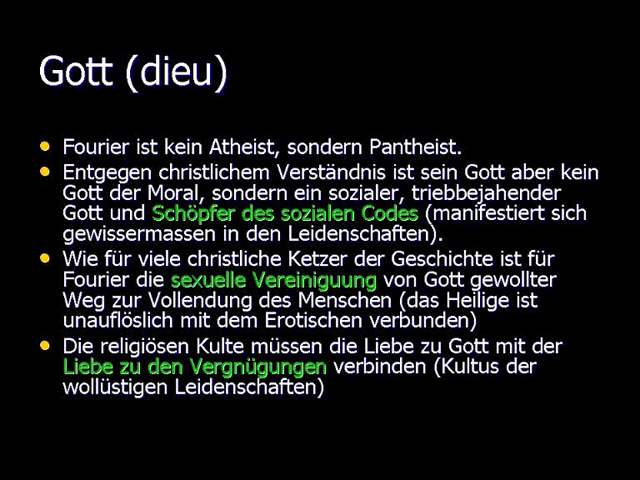 Gott (dieu)
• Fourier ist kein Atheist, sondern Pantheist.
• Entgegen christlichem Verständnis ist sein Gott aber kein
Gott der Moral, sondern ein sozialer, triebbejahender
Gott und Schöpfer des sozialen Codes (manifestiert sich
gewissermassen in den Leidenschaften).
• Wie für viele christliche Ketzer der Geschichte ist für
Fourier die sexuelle Vereiniguung von Gott gewollter
Weg zur Vollendung des Menschen (das Heilige ist
unauflöslich mit dem Erotischen verbunden)
• Die religiösen Kulte müssen die Liebe zu Gott mit der
Liebe zu den Vergnügungen verbinden (Kultus der
wollüstigen Leidenschaften)